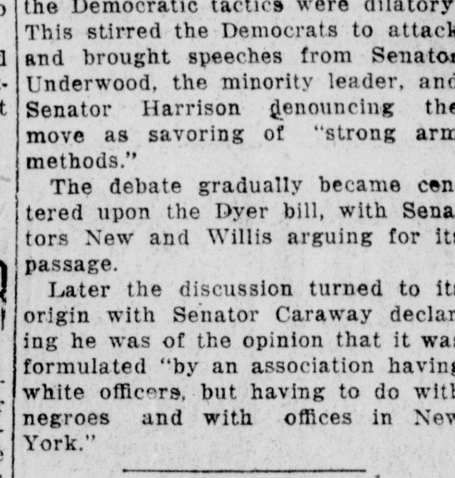 the Democratic tactics were dilatory
This stirred the Democrats to attack
and brought speeches from Senator
Underwood, the minority leader, and
Senator Harrison denouncing the
move as savoring of "strong arm
methods."
The debate gradually became cen
tered upon the Dyer bill, with Sena
tors New and Willis arguing for its
passage.
Later the discussion turned to its
origin with Senator Caraway declar
ing he was of the opinion that it was
formulated "by an association having
white officers, but having to do with
negroes and with offices in New
York."